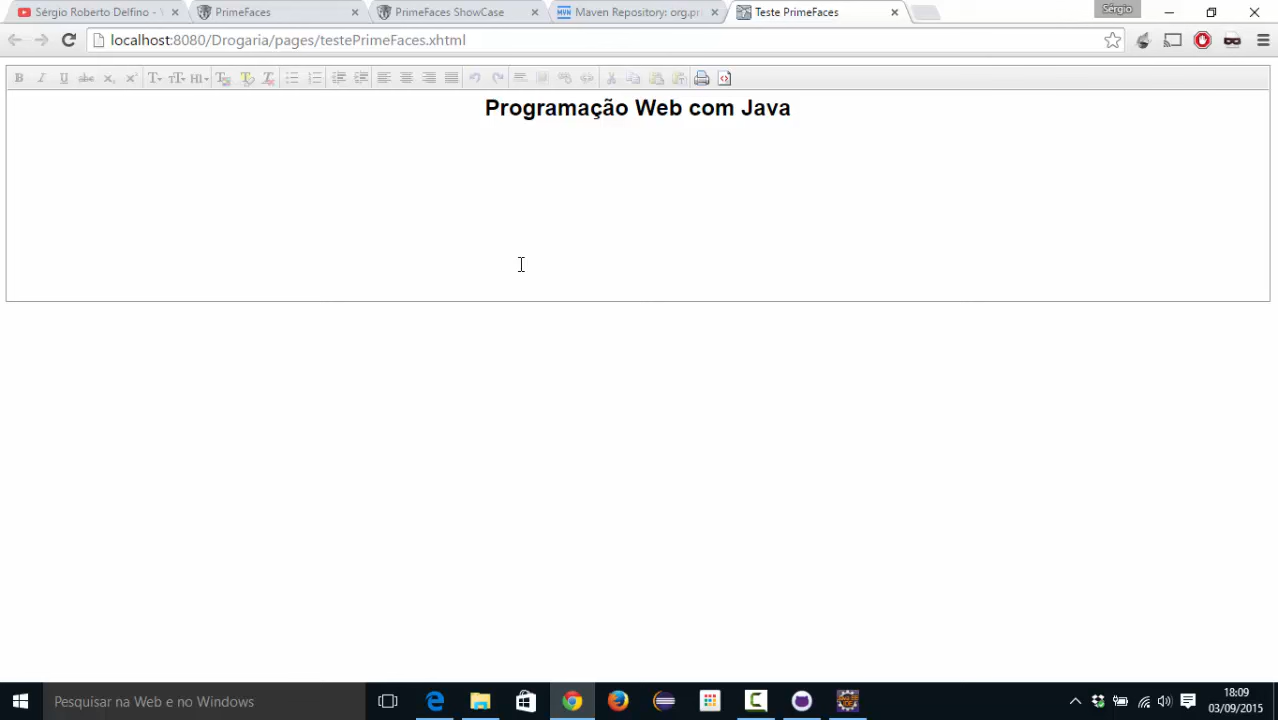 Sérgio Roberto Delfino - 
PrimeFaces
PrimeFaces ShowCase
MVN Maven Repository: org.pr
Teste PrimeFaces
Sérgio
localhost:8080/Drogaria/pages/testePrimeFaces.xhtml
Programação Web com Java
Pesquisar na Web e no Windows
18:09
03/09/2015